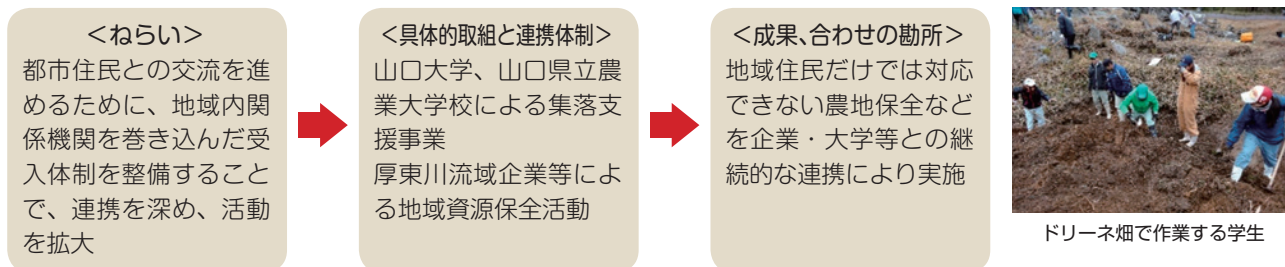 <ねらい>
都市住民との交流を進
めるために、地域内関
係機関を巻き込んだ受
入体制を整備すること
で、連携を深め、活動
を拡大
<具体的取組と連携体制>
山口大学、山口県立農
業大学校による集落支
援事業
厚東川流域企業等によ
る地域資源保全活動
<成果、合わせの勘所>
地域住民だけでは対応
できない農地保全など
を企業・大学等との継
続的な連携により実施
ドリーネ畑で作業する学生